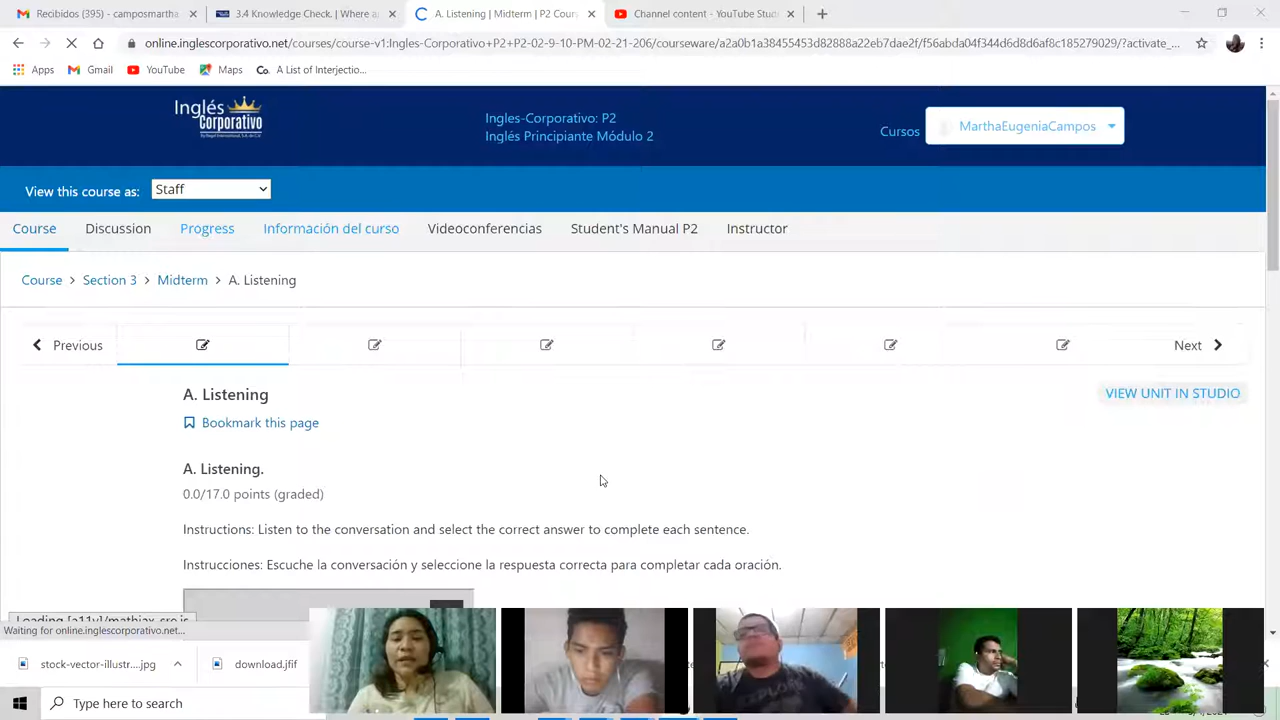 Recibidos (395) - camposmartha
3.4 Knowledge Check. | Where a
A. Listening | Midterm | P2 Cour
Channel content - YouTube Stud
online.inglescorporativo.net/courses/course-v1:Ingles-Corporativo+P2+P2-02-9-10-PM-02-21-206/courseware/a2a0b1a38455453d82888a22eb7dae2f/f56abda04f344d6d8d6af8c185279029/?activate_...
Apps Gmail YouTube Maps Co. A List of Interjectio...
Inglés Corporativo
Ingles-Corporativo: P2
Inglés Principiante Módulo 2
Cursos MarthaEugeniaCampos
View this course as: Staff
Course Discussion Progress Información del curso Videoconferencias Student's Manual P2 Instructor
Course > Section 3 > Midterm > A. Listening
Previous Next
A. Listening
VIEW UNIT IN STUDIO
Bookmark this page
A. Listening.
0.0/17.0 points (graded)
Instructions: Listen to the conversation and select the correct answer to complete each sentence.
Instrucciones: Escuche la conversación y seleccione la respuesta correcta para completar cada oración.
Waiting for online.inglescorporativo.net...
stock-vector-illustr....jpg download.jfif
Type here to search